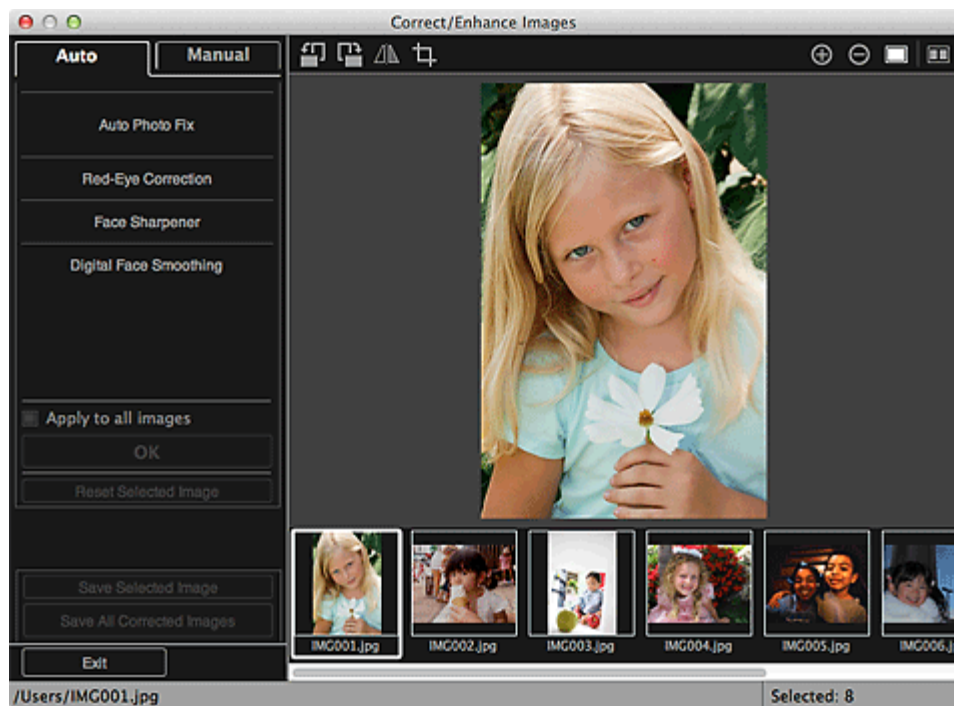 Correct/Enhance Images
Auto
Manual
Auto Photo Fix
Red-Eye Correction
Face Sharpener
Digital Face Smoothing
Apply to all images
OK
Reset Selected Image
Save Selected Image
Save All Corrected Images
Exit
IMG001.jpg
IMG002.jpg
IMG003.jpg
IMG004.jpg
IMG005.jpg
IMG006.j
/Users/IMG001.jpg
Selected: 8